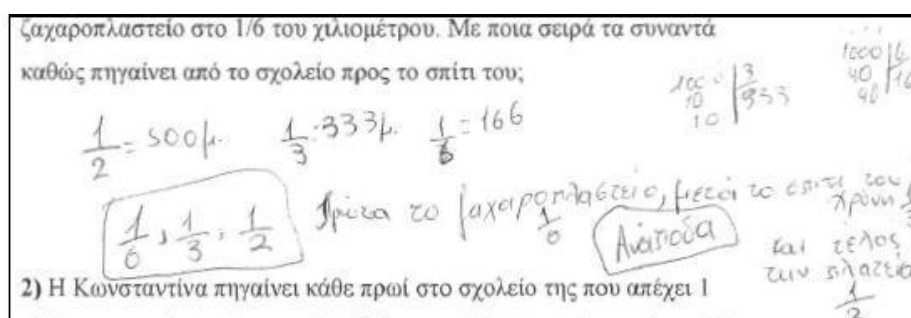 ζαχαροπλαστείο στο 1/6 του χιλιομέτρου. Με ποια σειρά τα συναντά
καθώς πηγαίνει από το σχολείο προς το σπίτι του;
1000 | 3
10 | 333
10
1000 | 6
40 | 16
40
1/2 = 500μ. 1/3 = 333μ. 1/6 = 166
1/6, 1/3, 1/2
Πρώτα το ζαχαροπλαστείο, μετά το σπίτι του
1/6
Ανάποδα
και τέλος
την πλατεία
1/2
2) Η Κωνσταντίνα πηγαίνει κάθε πρωί στο σχολείο της που απέχει 1